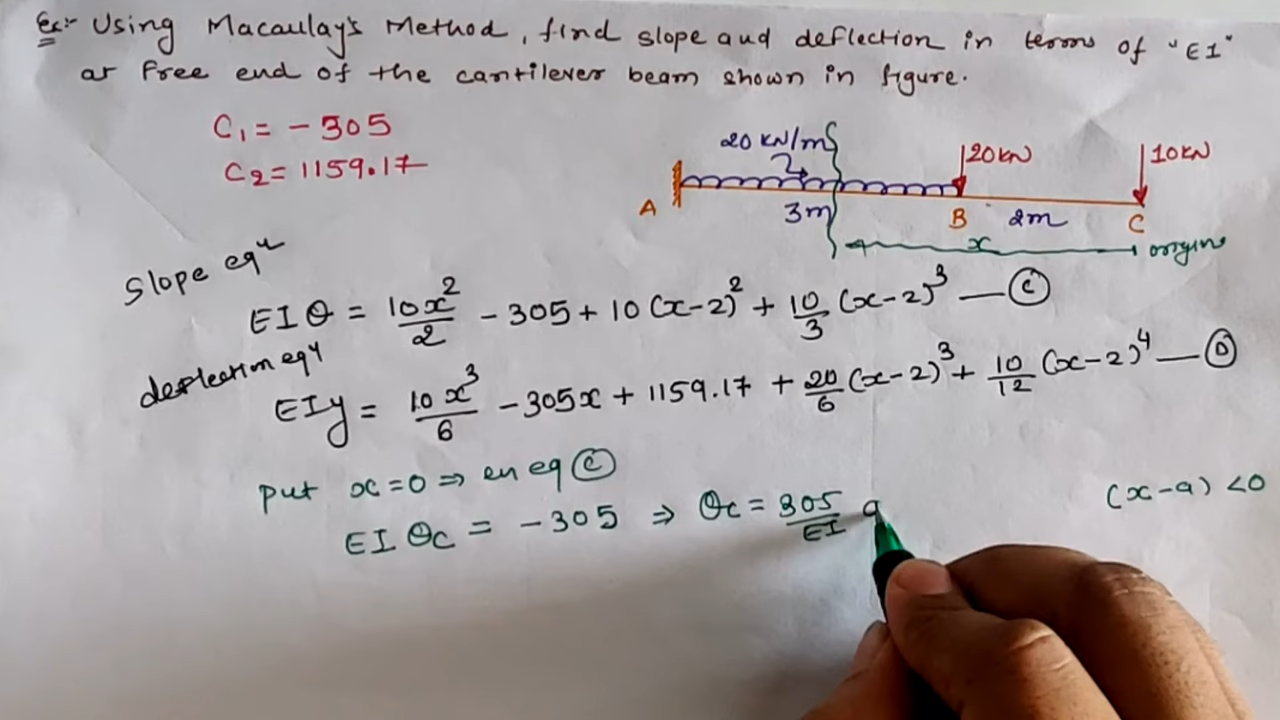 Ex:- Using Macaulay's Method, find slope and deflection in terms of "EI"
at free end of the cantilever beam shown in figure.
C₁ = - 305
C₂ = 1159.17
20 kN/m
20kN
10kN
A
3m
B
2m
C
x
origin
Slope eqⁿ
EIθ = 10x²/2 - 305 + 10(x-2)² + 10/3 (x-2)³ — (C)
deflection eqⁿ
EIy = 10x³/6 - 305x + 1159.17 + 20/6 (x-2)³ + 10/12 (x-2)⁴ — (D)
put x=0 ⇒ en eq (C)
(x-a) <0
EI θc = -305 ⇒ θc = 305/EI